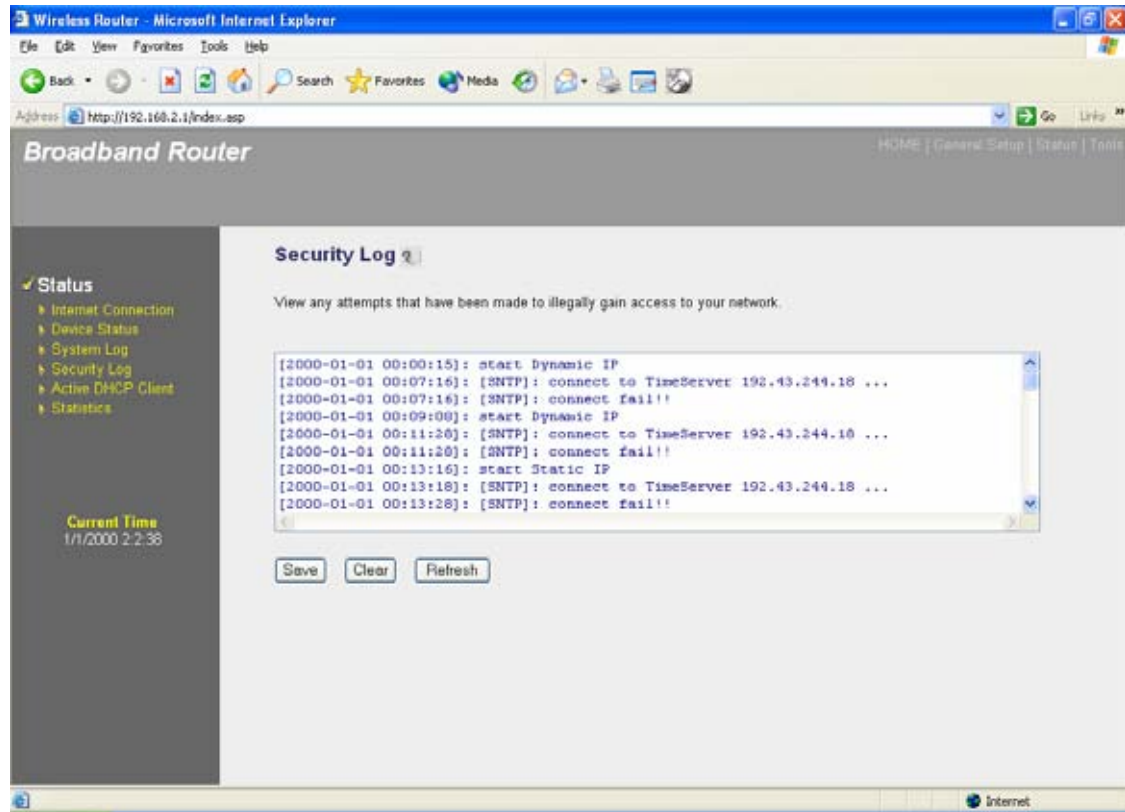 Wireless Router - Microsoft Internet Explorer
File Edit View Favorites Tools Help
Back Search Favorites Media
Address http://192.168.2.1/index.asp Go Links »
Broadband Router
HOME | General Setup | Status | Tools
Status
Internet Connection
Device Status
System Log
Security Log
Active DHCP Client
Statistics
Current Time
1/1/2000 2:2:38
Security Log ?
View any attempts that have been made to illegally gain access to your network.
[2000-01-01 00:00:15]: start Dynamic IP
[2000-01-01 00:07:16]: [SNTP]: connect to TimeServer 192.43.244.18 ...
[2000-01-01 00:07:16]: [SNTP]: connect fail!!
[2000-01-01 00:09:08]: start Dynamic IP
[2000-01-01 00:11:28]: [SNTP]: connect to TimeServer 192.43.244.18 ...
[2000-01-01 00:11:28]: [SNTP]: connect fail!!
[2000-01-01 00:13:16]: start Static IP
[2000-01-01 00:13:18]: [SNTP]: connect to TimeServer 192.43.244.18 ...
[2000-01-01 00:13:28]: [SNTP]: connect fail!!
Save Clear Refresh
Internet